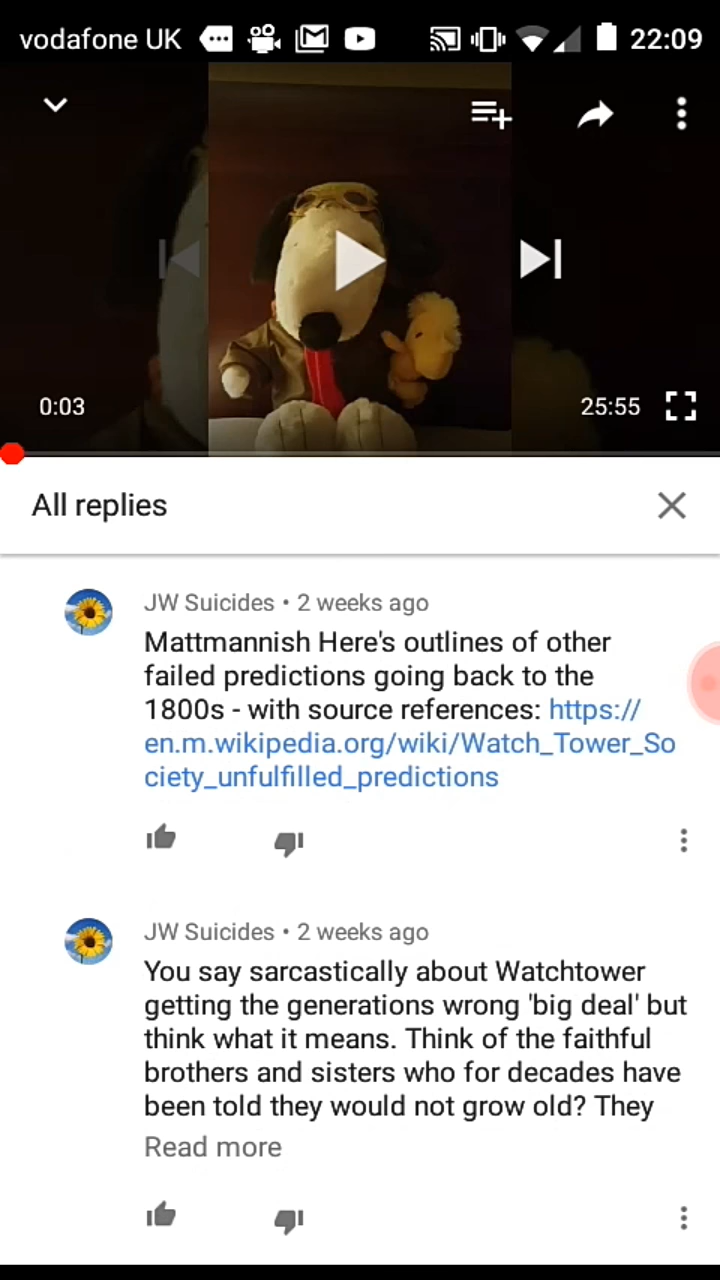 vodafone UK 22:09
0:03 25:55
All replies
JW Suicides • 2 weeks ago
Mattmannish Here's outlines of other
failed predictions going back to the
1800s - with source references: https://
en.m.wikipedia.org/wiki/Watch_Tower_So
ciety_unfulfilled_predictions
JW Suicides • 2 weeks ago
You say sarcastically about Watchtower
getting the generations wrong 'big deal' but
think what it means. Think of the faithful
brothers and sisters who for decades have
been told they would not grow old? They
Read more